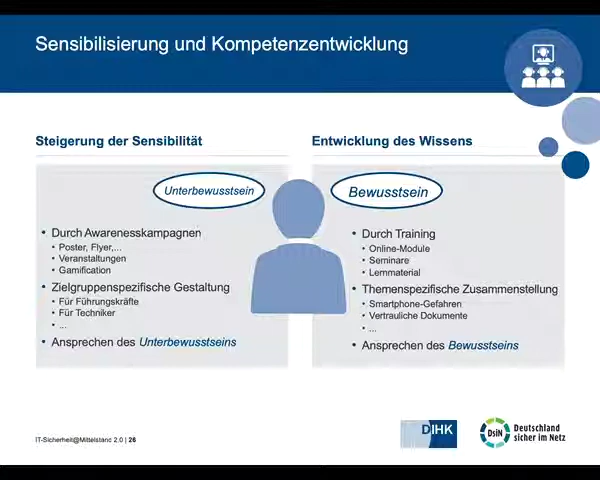 Sensibilisierung und Kompetenzentwicklung
Steigerung der Sensibilität
Unterbewusstsein
• Durch Awarenesskampagnen
• Poster, Flyer,...
• Veranstaltungen
• Gamification
• Zielgruppenspezifische Gestaltung
• Für Führungskräfte
• Für Techniker
• ...
• Ansprechen des Unterbewusstseins
Entwicklung des Wissens
Bewusstsein
• Durch Training
• Online-Module
• Seminare
• Lernmaterial
• Themenspezifische Zusammenstellung
• Smartphone-Gefahren
• Vertrauliche Dokumente
• ...
• Ansprechen des Bewusstseins
IT-Sicherheit@Mittelstand 2.0 | 26
DIHK
DsiN
Deutschland
sicher im Netz